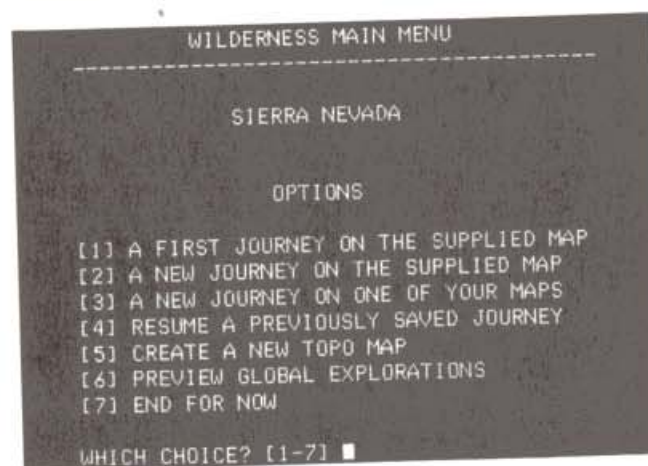 WILDERNESS MAIN MENU
SIERRA NEVADA
OPTIONS
[1] A FIRST JOURNEY ON THE SUPPLIED MAP
[2] A NEW JOURNEY ON THE SUPPLIED MAP
[3] A NEW JOURNEY ON ONE OF YOUR MAPS
[4] RESUME A PREVIOUSLY SAVED JOURNEY
[5] CREATE A NEW TOPO MAP
[6] PREVIEW GLOBAL EXPLORATIONS
[7] END FOR NOW
WHICH CHOICE? [1-7]